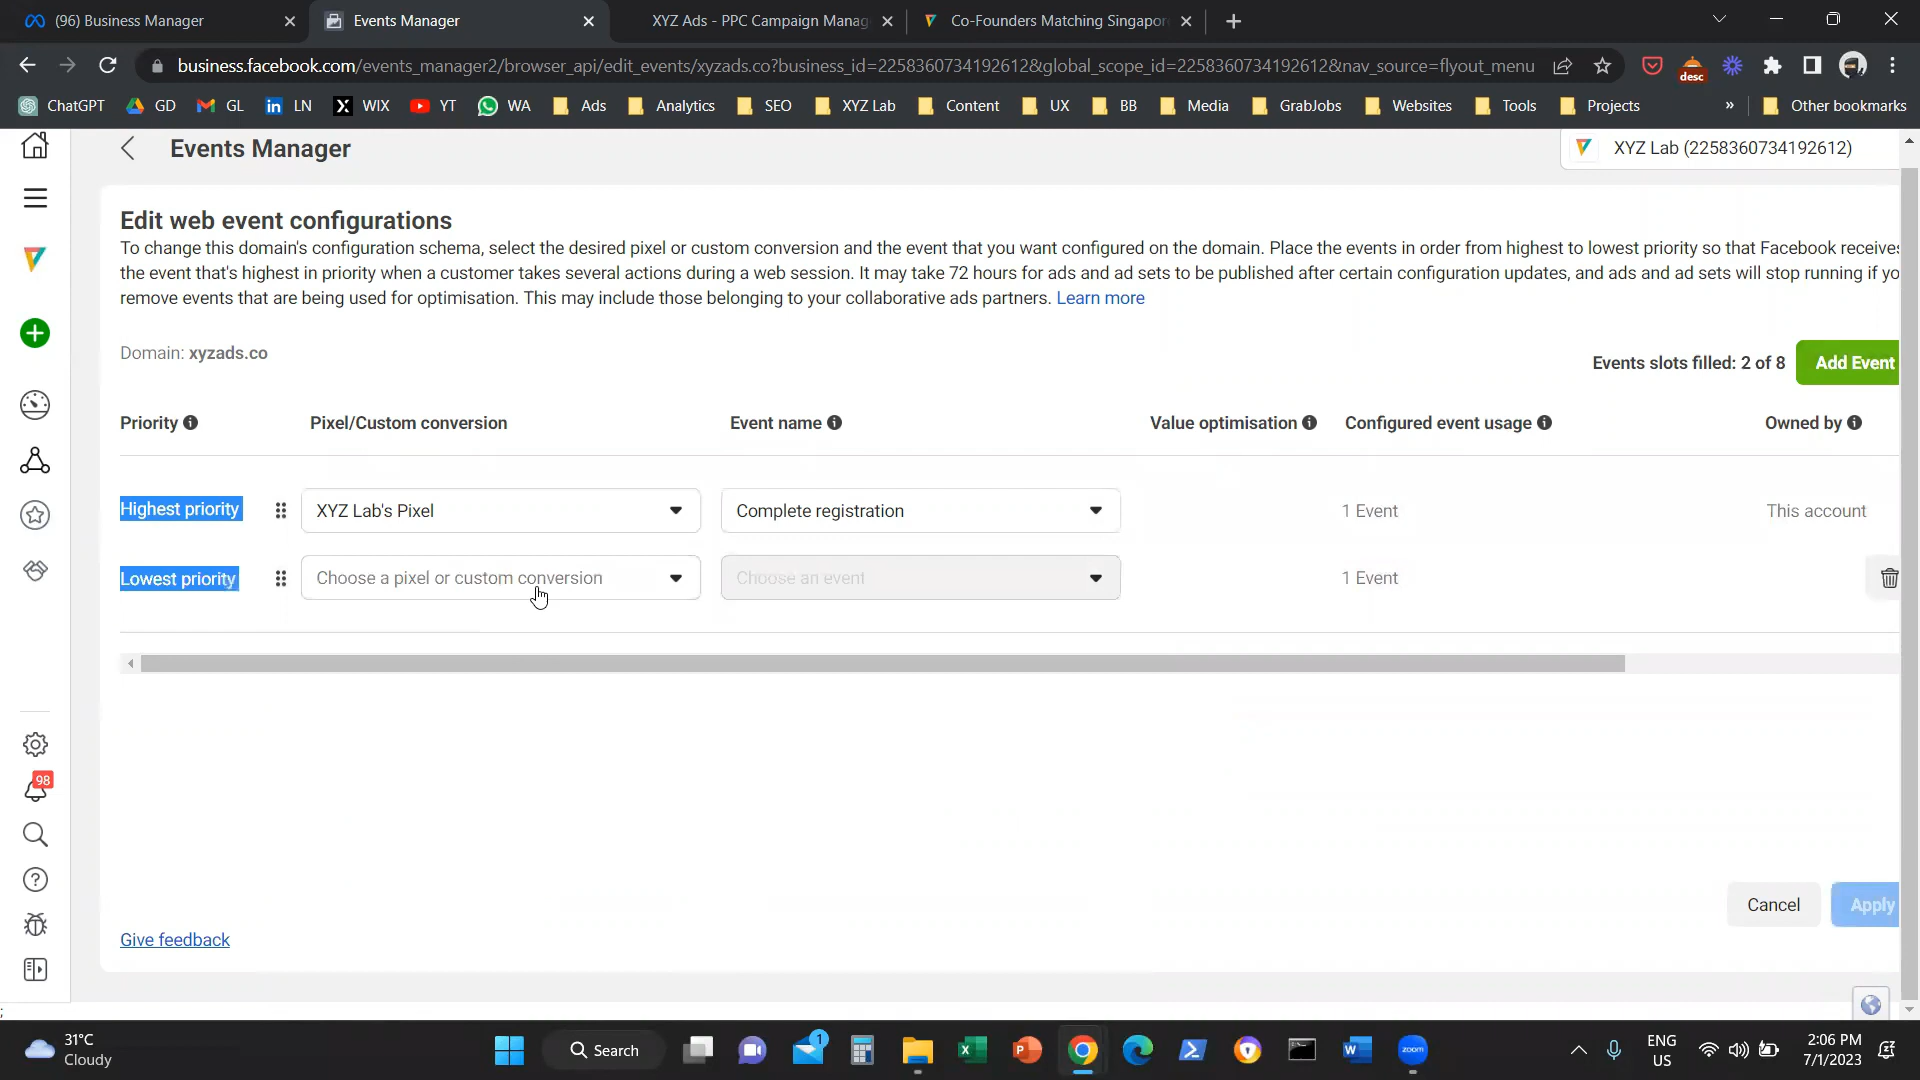 (96) Business Manager
Events Manager
XYZ Ads - PPC Campaign Manag
Co-Founders Matching Singapor
business.facebook.com/events_manager2/browser_api/edit_events/xyzads.co?business_id=2258360734192612&global_scope_id=2258360734192612&nav_source=flyout_menu
desc
ChatGPT GD GL LN WIX YT WA Ads Analytics SEO XYZ Lab Content UX BB Media GrabJobs Websites Tools Projects » Other bookmarks
Events Manager
XYZ Lab (2258360734192612)
Edit web event configurations
To change this domain's configuration schema, select the desired pixel or custom conversion and the event that you want configured on the domain. Place the events in order from highest to lowest priority so that Facebook receives
the event that's highest in priority when a customer takes several actions during a web session. It may take 72 hours for ads and ad sets to be published after certain configuration updates, and ads and ad sets will stop running if yo
remove events that are being used for optimisation. This may include those belonging to your collaborative ads partners. Learn more
Domain: xyzads.co
Events slots filled: 2 of 8 Add Event
Priority Pixel/Custom conversion Event name Value optimisation Configured event usage Owned by
Highest priority XYZ Lab's Pixel Complete registration 1 Event This account
Lowest priority Choose a pixel or custom conversion Choose an event 1 Event
98
Cancel Apply
Give feedback
;
31°C
Cloudy
Search
1
zoom
ENG
US
2:06 PM
7/1/2023